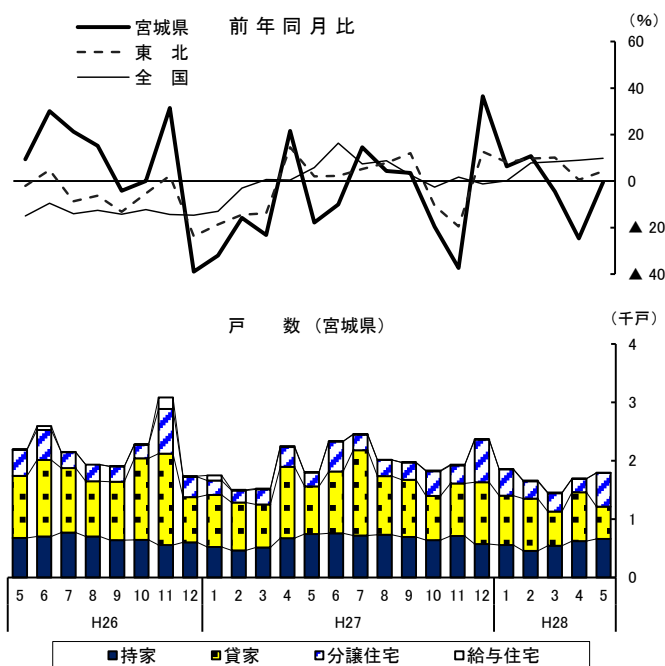 宮城県 前年同月比
東 北
全 国
(%)
60
40
20
0
▲ 20
▲ 40
戸 数（宮城県）
（千戸）
4
3
2
1
0
5 6 7 8 9 10 11 12 1 2 3 4 5 6 7 8 9 10 11 12 1 2 3 4 5
H26 H27 H28
持家 貸家 分譲住宅 給与住宅